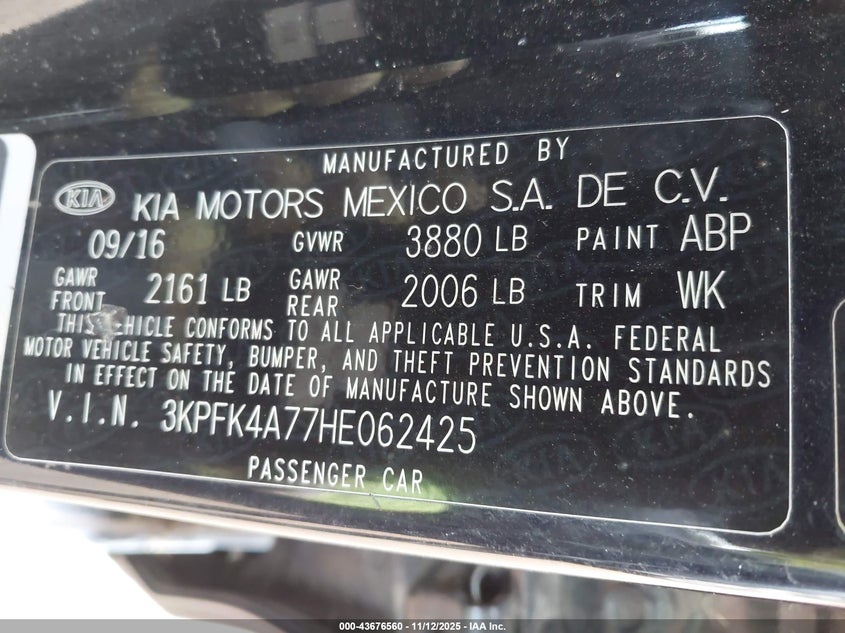 MANUFACTURED BY
KIA KIA MOTORS MEXICO S.A. DE C.V.
09/16 GVWR 3880 LB PAINT ABP
GAWR FRONT 2161 LB GAWR REAR 2006 LB TRIM WK
THIS VEHICLE CONFORMS TO ALL APPLICABLE U.S.A. FEDERAL
MOTOR VEHICLE SAFETY, BUMPER, AND THEFT PREVENTION STANDARDS
IN EFFECT ON THE DATE OF MANUFACTURE SHOWN ABOVE.
V.I.N. 3KPFK4A77HE062425
PASSENGER CAR
000-43676560 - 11/12/2025 - IAA Inc.